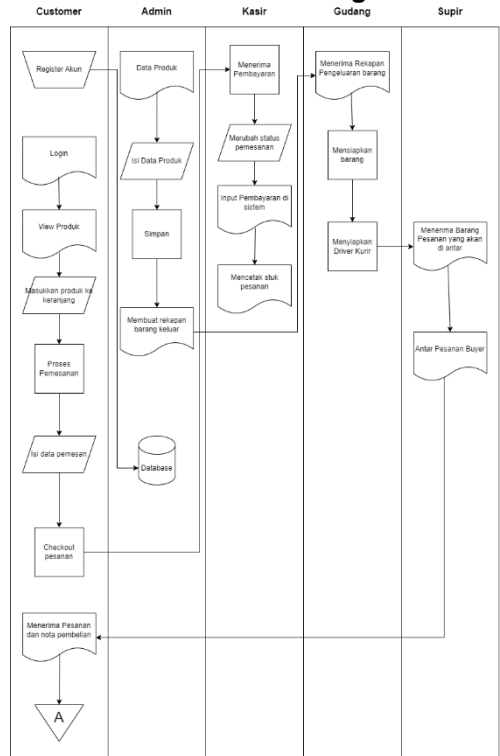 Customer
Admin
Kasir
Gudang
Supir
Register Akun
Data Produk
Menerima
Pembayaran
Menerima Rekapan
Pengeluaran barang
Login
Isi Data Produk
Merubah status
pemesanan
Mensiapkan
barang
View Produk
Simpan
Input Pembayaran di
sistem
Menyiapkan
Driver Kurir
Menerima Barang
Pesanan yang akan
di antar
Masukkan produk ke
keranjang
Membuat rekapan
barang keluar
Mencatak stuk
pesanan
Antar Pesanan Buyer
Proses
Pemesanan
Isi data pemesan
Database
Checkout
pesanan
Menerima Pesanan
dan nota pembelian
A